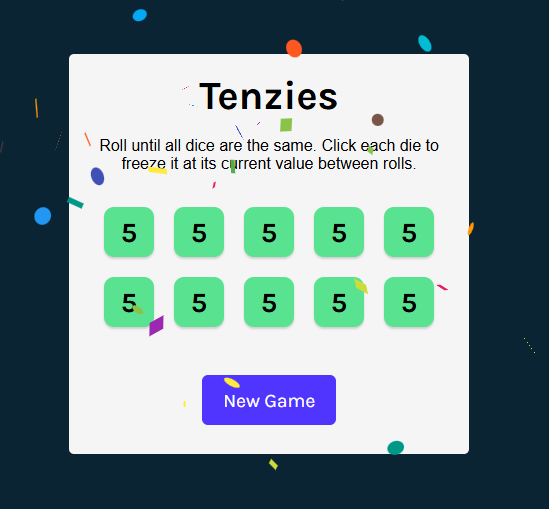 Tenzies
Roll until all dice are the same. Click each die to
freeze it at its current value between rolls.
5 5 5 5 5
5 5 5 5 5
New Game